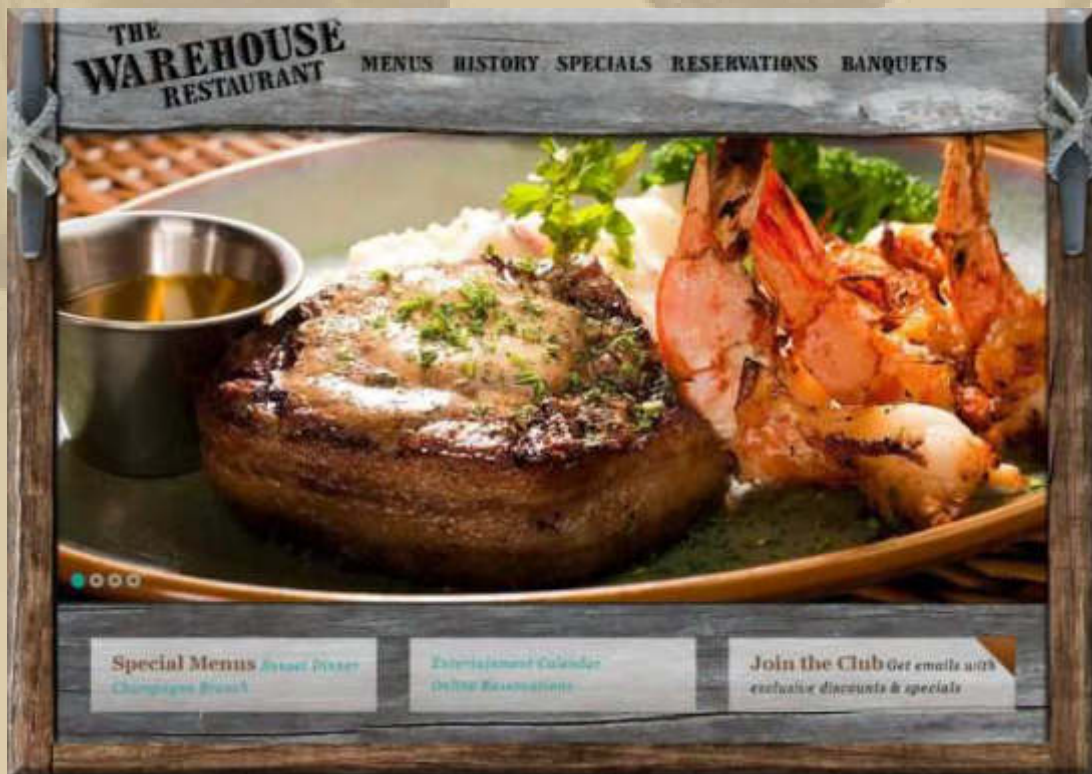 THE
WAREHOUSE
RESTAURANT
MENUS HISTORY SPECIALS RESERVATIONS BANQUETS
Special Menus Sunset Dinner
Champagne Brunch
Entertainment Calendar
Online Reservations
Join the Club Get emails with
exclusive discounts & specials